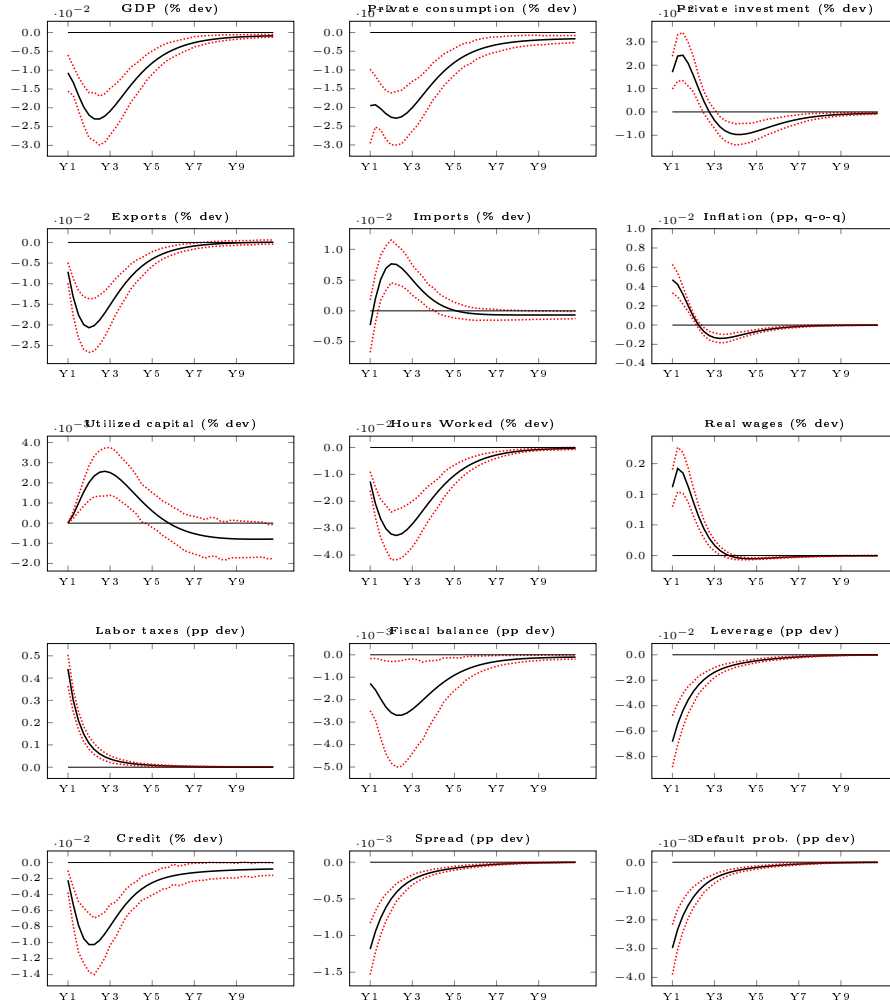 ·10⁻² GDP (% dev)
0.0
−0.5
−1.0
−1.5
−2.0
−2.5
−3.0
Y1 Y3 Y5 Y7 Y9
·10⁻² Private consumption (% dev)
0.0
−0.5
−1.0
−1.5
−2.0
−2.5
−3.0
Y1 Y3 Y5 Y7 Y9
·10⁻² Private investment (% dev)
3.0
2.0
1.0
0.0
−1.0
Y1 Y3 Y5 Y7 Y9
·10⁻² Exports (% dev)
0.0
−0.5
−1.0
−1.5
−2.0
−2.5
Y1 Y3 Y5 Y7 Y9
·10⁻² Imports (% dev)
1.0
0.5
0.0
−0.5
Y1 Y3 Y5 Y7 Y9
·10⁻² Inflation (pp, q-o-q)
1.0
0.8
0.6
0.4
0.2
0.0
−0.2
−0.4
Y1 Y3 Y5 Y7 Y9
·10⁻³ Utilized capital (% dev)
4.0
3.0
2.0
1.0
0.0
−1.0
−2.0
Y1 Y3 Y5 Y7 Y9
·10⁻² Hours Worked (% dev)
0.0
−1.0
−2.0
−3.0
−4.0
Y1 Y3 Y5 Y7 Y9
Real wages (% dev)
0.2
0.1
0.1
0.0
Y1 Y3 Y5 Y7 Y9
Labor taxes (pp dev)
0.5
0.4
0.3
0.2
0.1
0.0
Y1 Y3 Y5 Y7 Y9
·10⁻³ Fiscal balance (pp dev)
0.0
−1.0
−2.0
−3.0
−4.0
−5.0
Y1 Y3 Y5 Y7 Y9
·10⁻² Leverage (pp dev)
0.0
−2.0
−4.0
−6.0
−8.0
Y1 Y3 Y5 Y7 Y9
·10⁻² Credit (% dev)
0.0
−0.2
−0.4
−0.6
−0.8
−1.0
−1.2
−1.4
Y1 Y3 Y5 Y7 Y9
·10⁻³ Spread (pp dev)
0.0
−0.5
−1.0
−1.5
Y1 Y3 Y5 Y7 Y9
·10⁻³ Default prob. (pp dev)
0.0
−1.0
−2.0
−3.0
−4.0
Y1 Y3 Y5 Y7 Y9